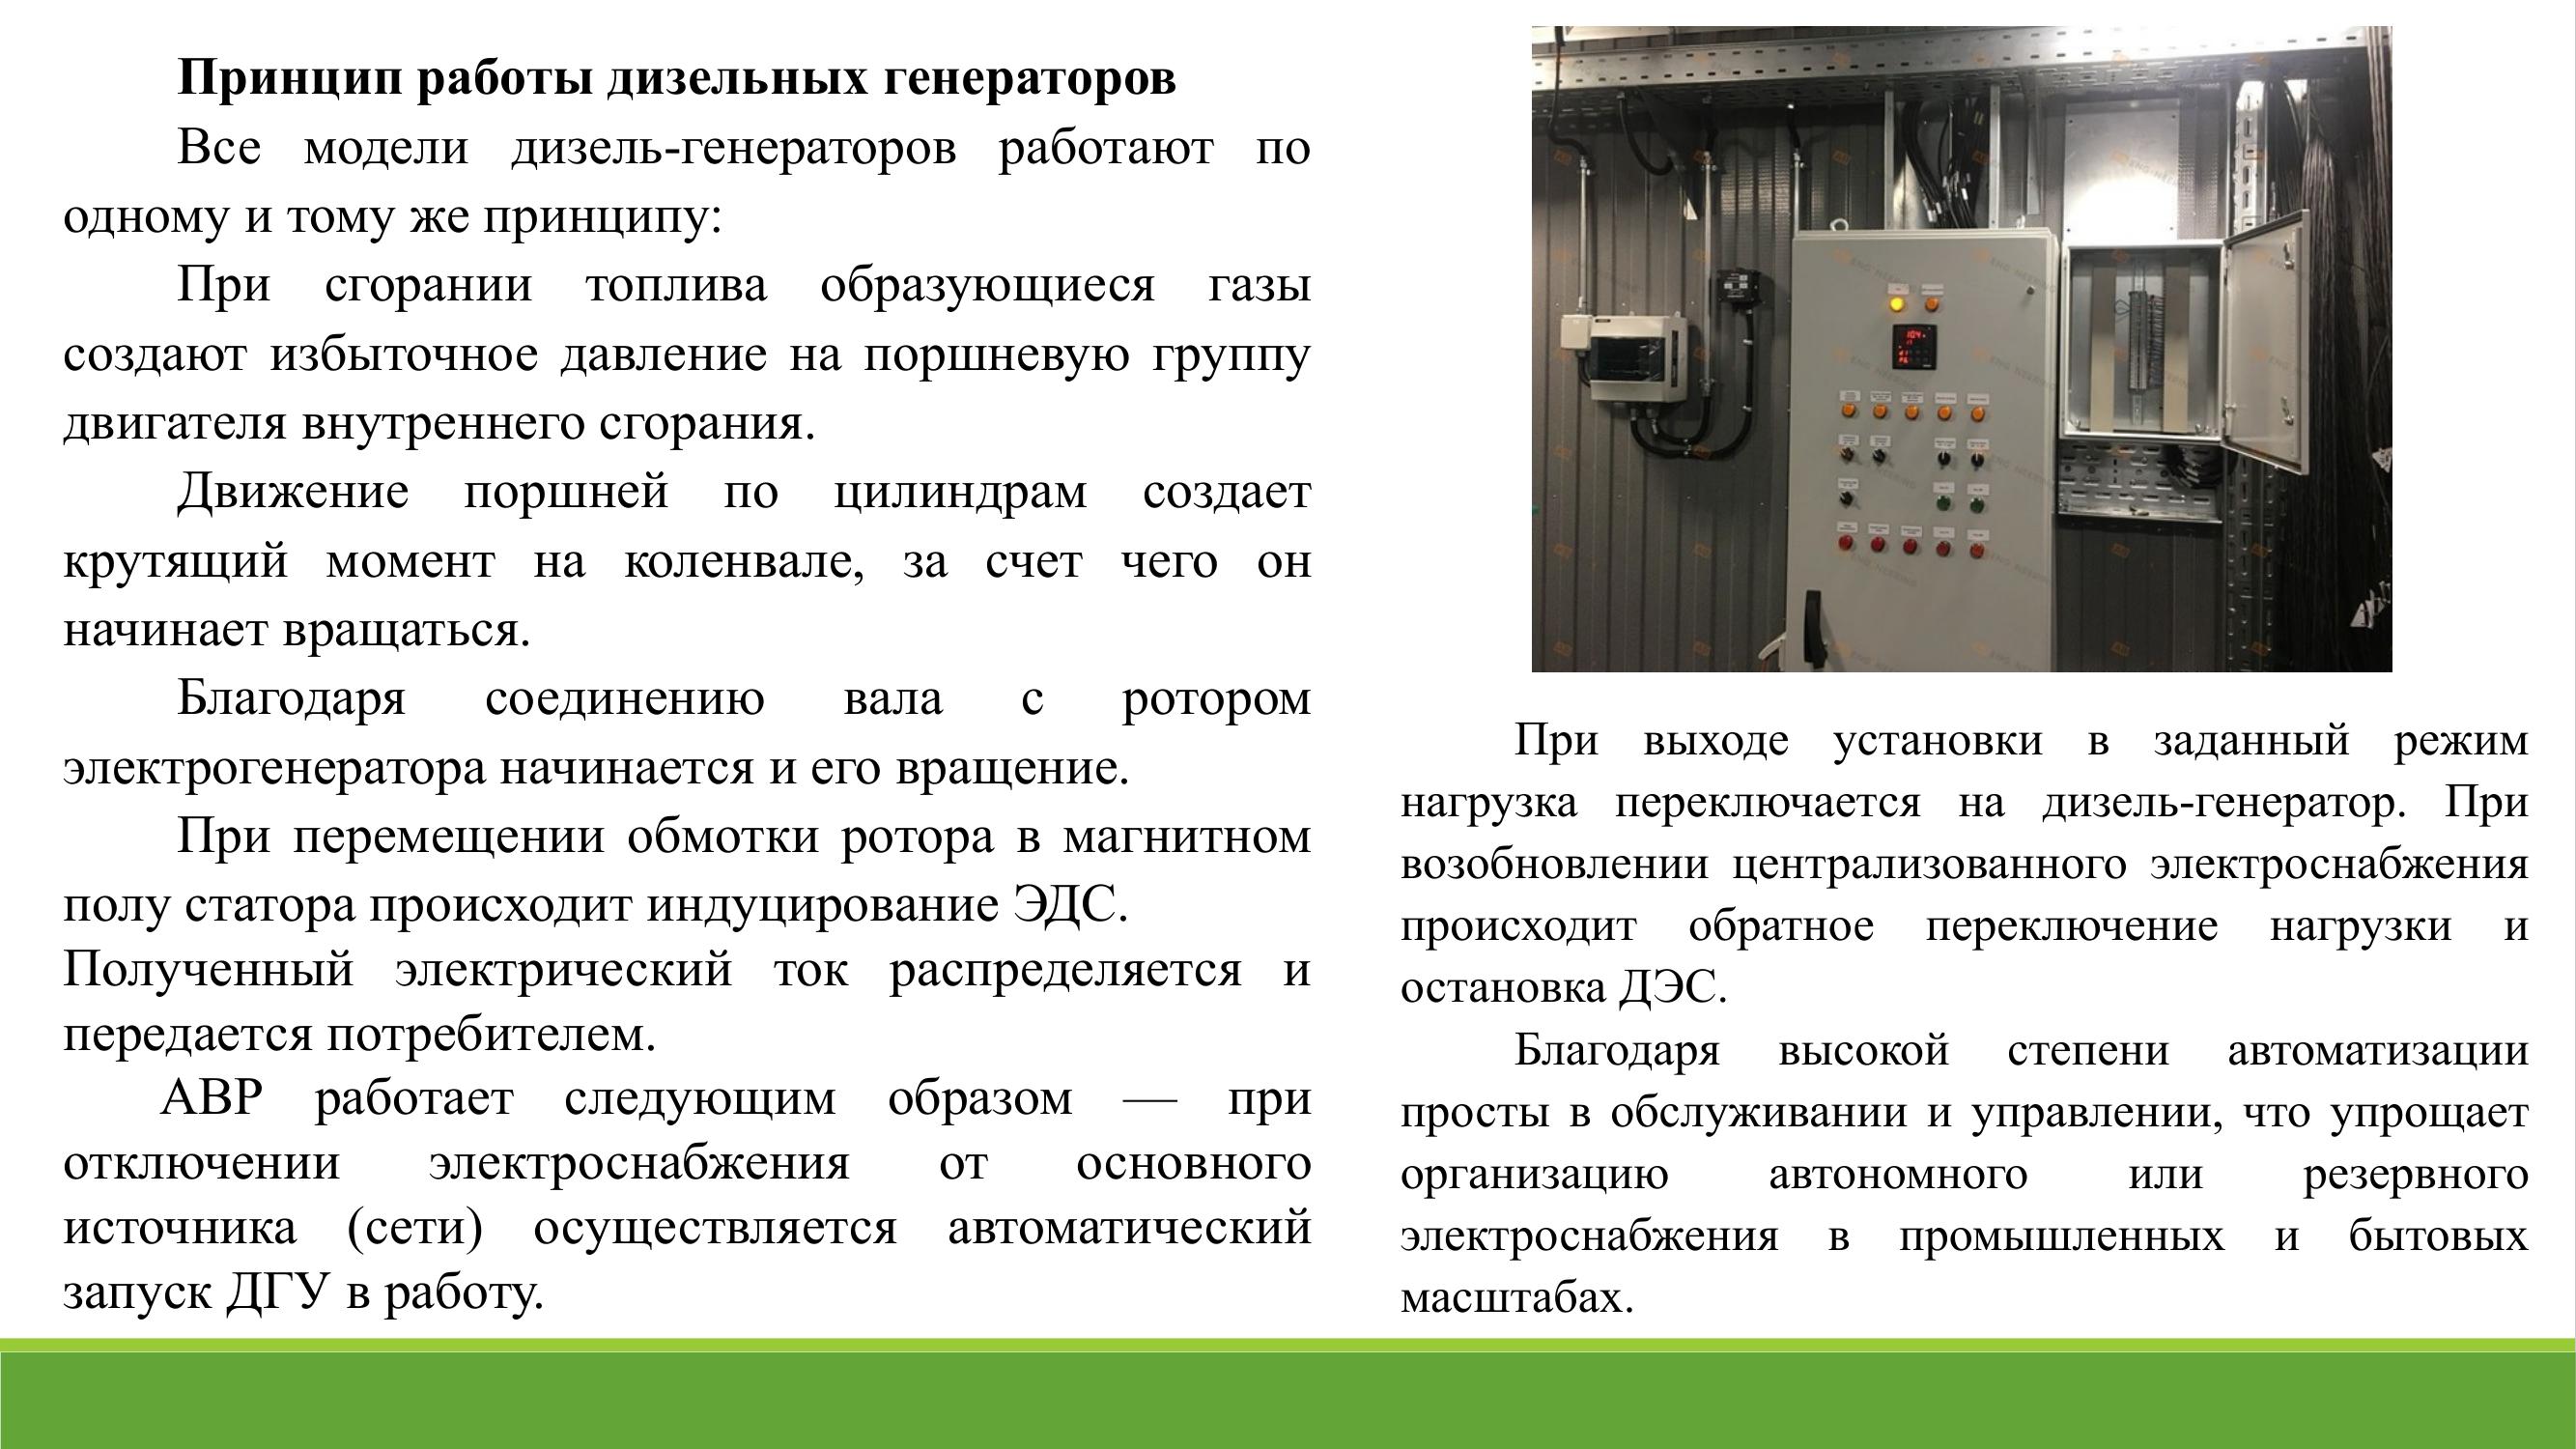 Принцип работы дизельных генераторов
Все модели дизель-генераторов работают по
одному и тому же принципу:
При сгорании топлива образующиеся газы
создают избыточное давление на поршневую группу
двигателя внутреннего сгорания.
Движение поршней по цилиндрам создает
крутящий момент на коленвале, за счет чего он
начинает вращаться.
Благодаря соединению вала с ротором
электрогенератора начинается и его вращение.
При перемещении обмотки ротора в магнитном
полу статора происходит индуцирование ЭДС.
Полученный электрический ток распределяется и
передается потребителем.
АВР работает следующим образом — при
отключении электроснабжения от основного
источника (сети) осуществляется автоматический
запуск ДГУ в работу.
При выходе установки в заданный режим
нагрузка переключается на дизель-генератор. При
возобновлении централизованного электроснабжения
происходит обратное переключение нагрузки и
остановка ДЭС.
Благодаря высокой степени автоматизации
просты в обслуживании и управлении, что упрощает
организацию автономного или резервного
электроснабжения в промышленных и бытовых
масштабах.